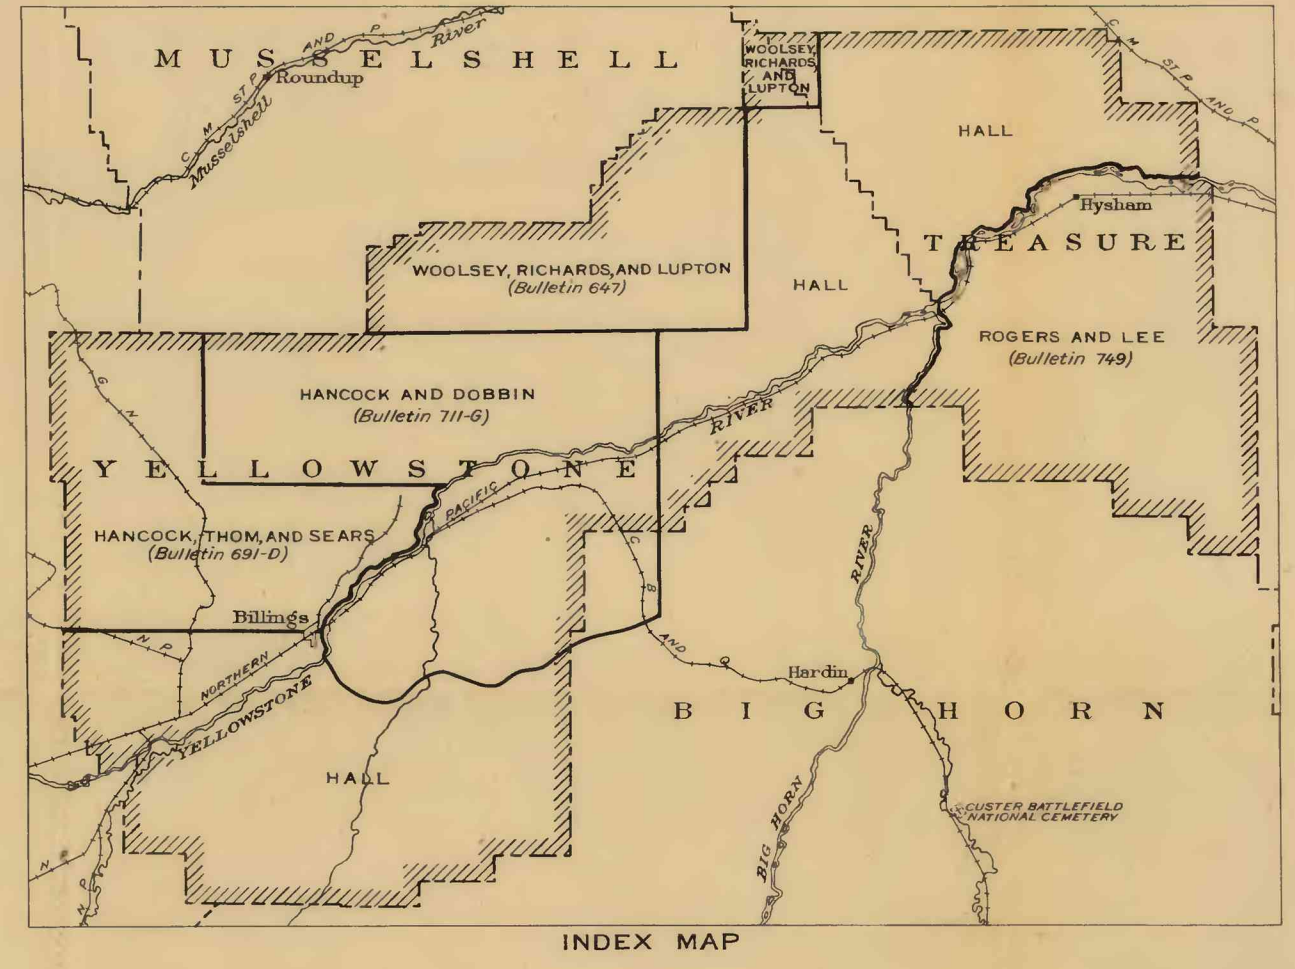 MUSSELSHELL
C M ST P AND P
River
Roundup
Musselshell
WOOLSEY,
RICHARDS,
AND
LUPTON
C M ST P AND P
HALL
Hysham
TREASURE
WOOLSEY, RICHARDS, AND LUPTON
(Bulletin 647)
HALL
ROGERS AND LEE
(Bulletin 749)
G N
HANCOCK AND DOBBIN
(Bulletin 711-G)
RIVER
YELLOWSTONE
PACIFIC
HANCOCK, THOM, AND SEARS
(Bulletin 691-D)
C B AND Q
RIVER
Billings
N P
NORTHERN
YELLOWSTONE
Hardin
BIG HORN
HALL
BIG HORN
CUSTER BATTLEFIELD
NATIONAL CEMETERY
N P
N P
INDEX MAP